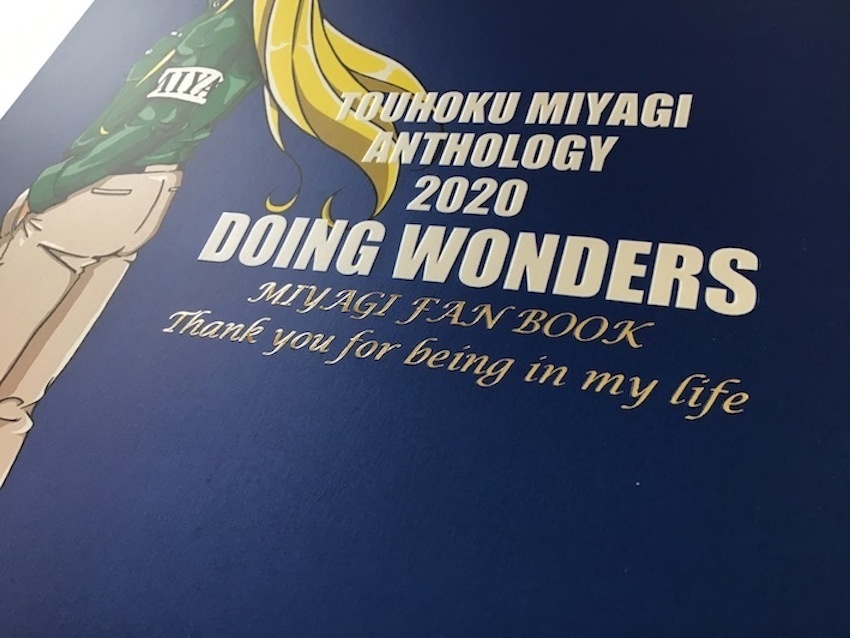 MIYA
TOUHOKU MIYAGI
ANTHOLOGY
2020
DOING WONDERS
MIYAGI FAN BOOK
Thank you for being in my life